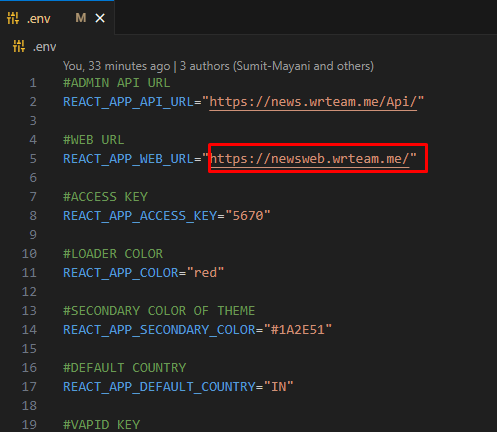 .env M ×
.env
You, 33 minutes ago | 3 authors (Sumit-Mayani and others)
1 #ADMIN API URL
2 REACT_APP_API_URL="https://news.wrteam.me/Api/"
3
4 #WEB URL
5 REACT_APP_WEB_URL="https://newsweb.wrteam.me/"
6
7 #ACCESS KEY
8 REACT_APP_ACCESS_KEY="5670"
9
10 #LOADER COLOR
11 REACT_APP_COLOR="red"
12
13 #SECONDARY COLOR OF THEME
14 REACT_APP_SECONDARY_COLOR="#1A2E51"
15
16 #DEFAULT COUNTRY
17 REACT_APP_DEFAULT_COUNTRY="IN"
18
19 #VAPID KEY